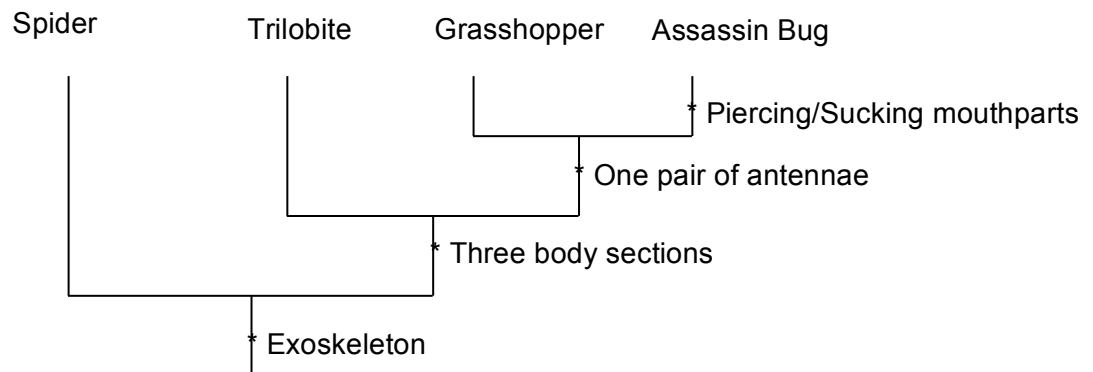 Spider
Trilobite
Grasshopper
Assassin Bug
* Piercing/Sucking mouthparts
* One pair of antennae
* Three body sections
* Exoskeleton